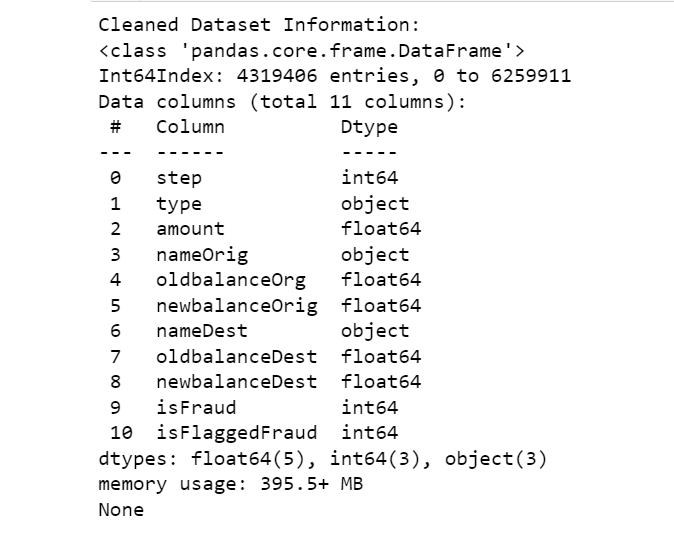 Cleaned Dataset Information:
<class 'pandas.core.frame.DataFrame'>
Int64Index: 4319406 entries, 0 to 6259911
Data columns (total 11 columns):
 #   Column          Dtype
---  ------          -----
 0   step            int64
 1   type            object
 2   amount          float64
 3   nameOrig        object
 4   oldbalanceOrg   float64
 5   newbalanceOrig  float64
 6   nameDest        object
 7   oldbalanceDest  float64
 8   newbalanceDest  float64
 9   isFraud         int64
 10  isFlaggedFraud  int64
dtypes: float64(5), int64(3), object(3)
memory usage: 395.5+ MB
None